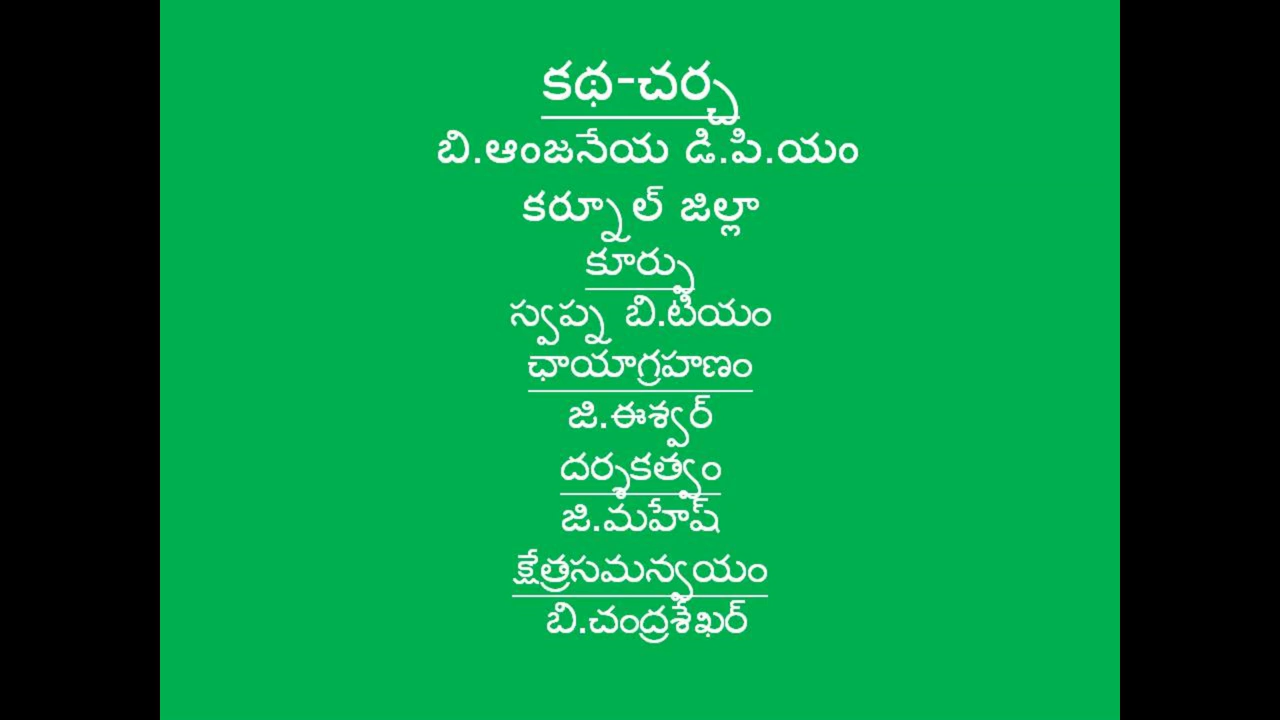 కథ-చర్చ
బి.ఆంజనేయ డి.పి.యం
కర్నూల్ జిల్లా
కూర్పు
స్వప్న బి.టియం
ఛాయాగ్రహణం
జి.ఈశ్వర్
దర్శకత్వం
జి.మహేష్
క్షేత్రసమన్వయం
బి.చంద్రశేఖర్